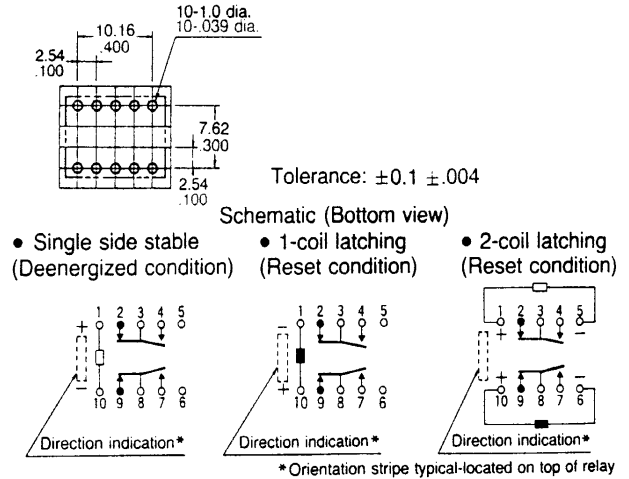 10-1.0 dia.
10-.039 dia.
10.16
.400
2.54
.100
7.62
.300
2.54
.100
Tolerance: ±0.1 ±.004
Schematic (Bottom view)
● Single side stable
(Deenergized condition)
● 1-coil latching
(Reset condition)
● 2-coil latching
(Reset condition)
1 2 3 4 5
+
−
10 9 8 7 6
Direction indication*
1 2 3 4 5
−
+
10 9 8 7 6
Direction indication*
1 2 3 4 5
+ −
+ −
10 9 8 7 6
Direction indication*
*Orientation stripe typical-located on top of relay